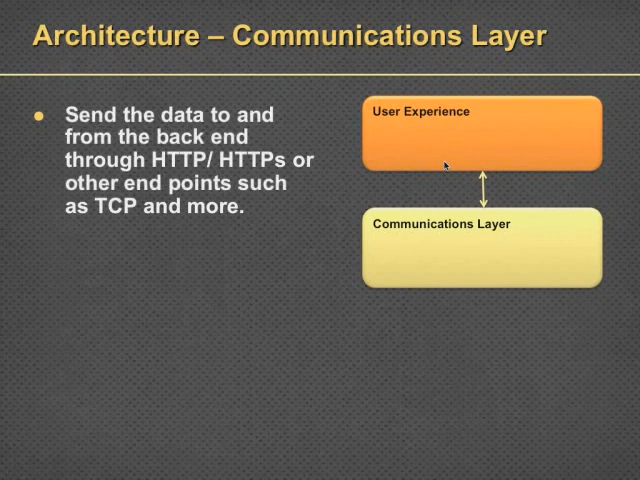 Architecture – Communications Layer
Send the data to and
from the back end
through HTTP/ HTTPs or
other end points such
as TCP and more.
User Experience
Communications Layer